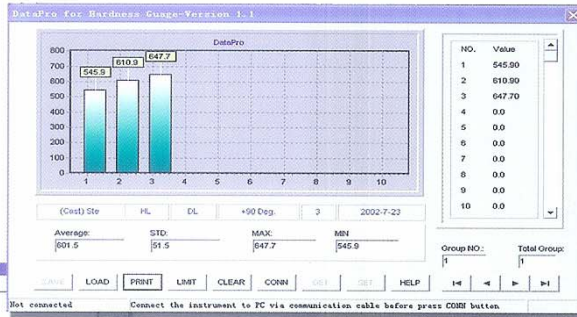 DataPro for Hardness Guage-Version 1.1
DataPro
800
700
600
500
400
300
200
100
0
545.9
610.9
647.7
1 2 3 4 5 6 7 8 9 10
NO. Value
1 545.90
2 610.90
3 647.70
4 0.0
5 0.0
6 0.0
7 0.0
8 0.0
9 0.0
10 0.0
(Cast) Ste HL DL +90 Deg. 3 2002-7-23
Average: STD: MAX: MIN
601.5 51.5 647.7 545.9
Group NO.: Total Group:
1 1
SAVE LOAD PRINT LIMIT CLEAR CONN GET SET HELP
Not connected Connect the instrument to PC via communication cable before press CONN button